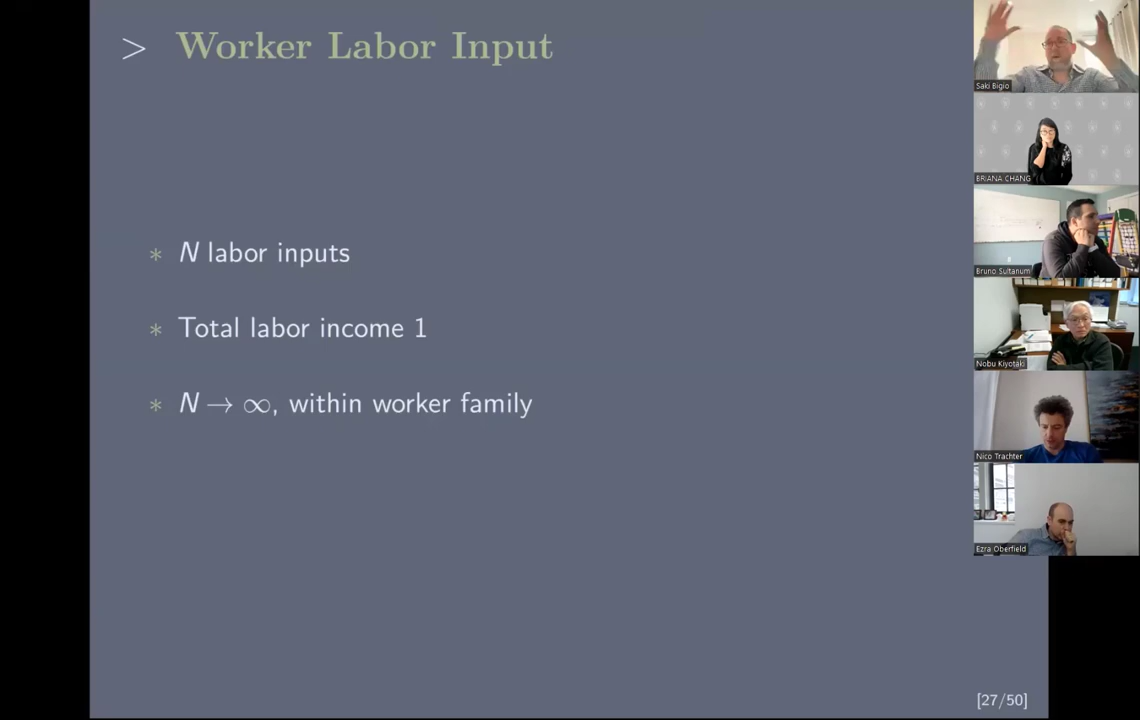 > Worker Labor Input
* N labor inputs
* Total labor income 1
* N → ∞, within worker family
[27/50]
Saki Bigio
BRIANA CHANG
Bruno Sultanum
Nobu Kiyotaki
Nico Trachter
Ezra Oberfield